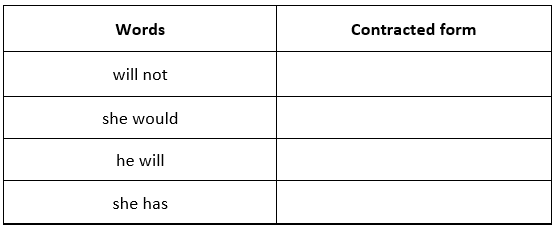 Words Contracted form
will not
she would
he will
she has